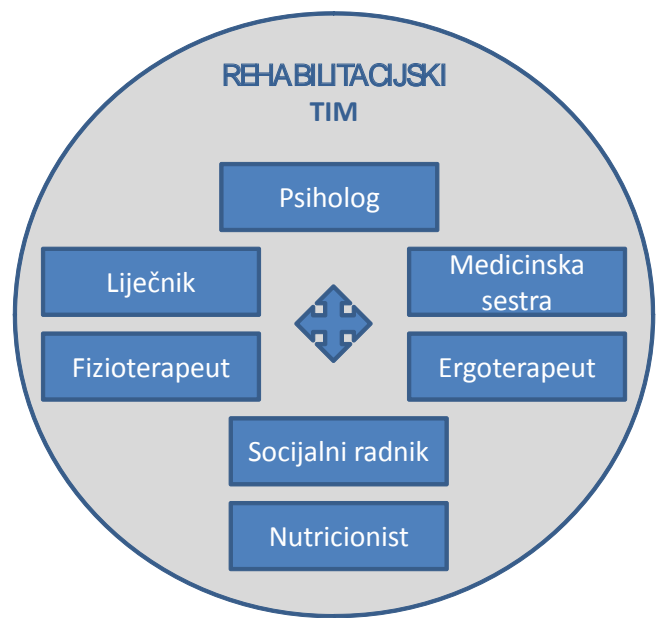 REHABILITACIJSKI
TIM
Psiholog
Liječnik
Medicinska
sestra
Fizioterapeut
Ergoterapeut
Socijalni radnik
Nutricionist